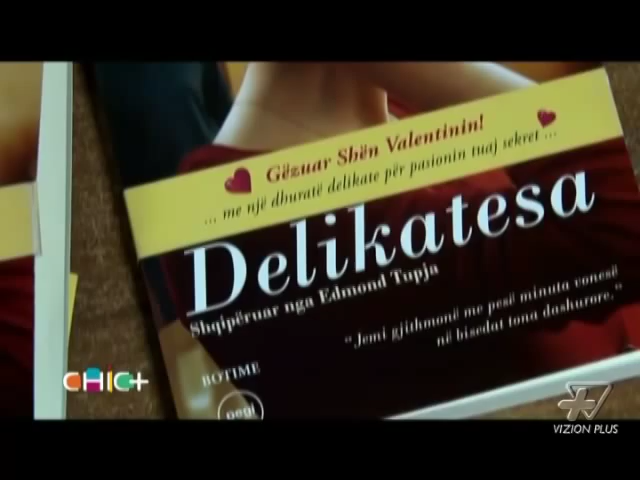 Gëzuar Shën Valentinin!
... me një dhuratë delikate për pasionin tuaj sekret ...
Delikatesa
Shqipëruar nga Edmond Tupja
"Jemi gjithmonë me pesë minuta vonesë
në bisedat tona dashurore,"
BOTIME
pegi
CHIC+
VIZION PLUS